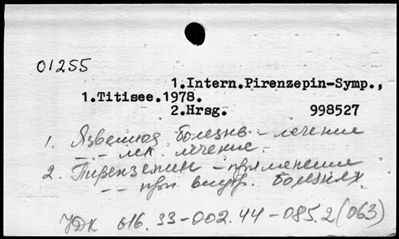 01255
1.Intern.Pirenzepin-Symp.,
1.Titisee.1978.
2.Hrsg. 998527
1. Язвенная болезнь - лечение
- - лек. лечение.
2. Пирензепин - применение
- - при внутр. болезнях.
УДК 616.33-002.44-085.2(063)